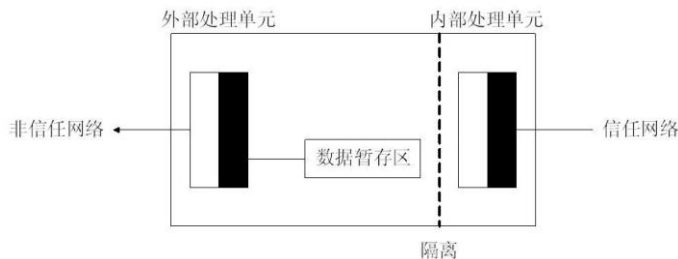 外部处理单元
内部处理单元
非信任网络
数据暂存区
信任网络
隔离